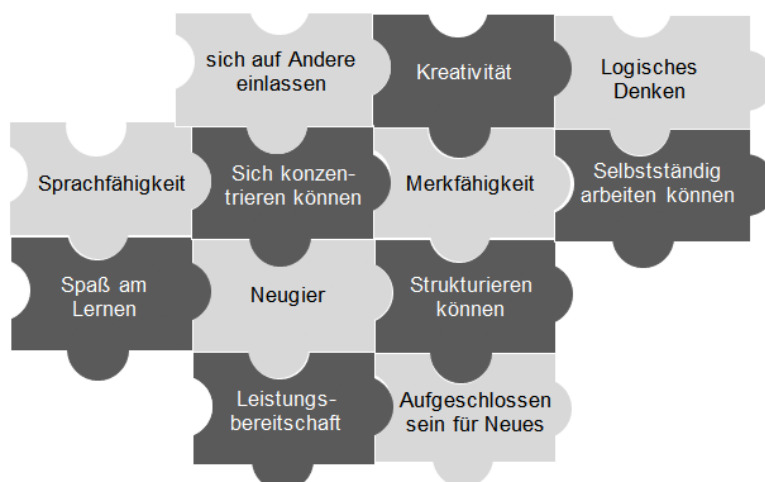 sich auf Andere
einlassen
Kreativität
Logisches
Denken
Sprachfähigkeit
Sich konzen-
trieren können
Merkfähigkeit
Selbstständig
arbeiten können
Spaß am
Lernen
Neugier
Strukturieren
können
Leistungs-
bereitschaft
Aufgeschlossen
sein für Neues